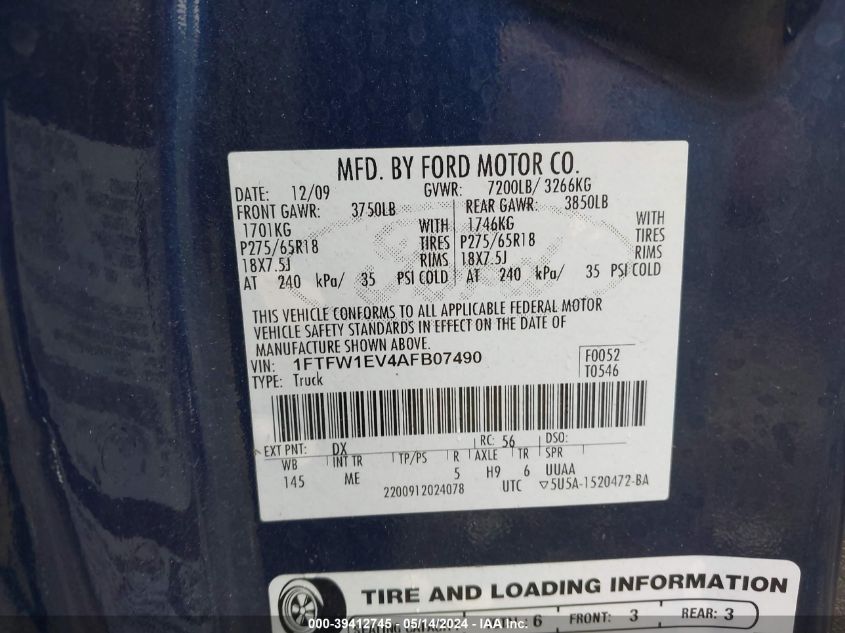 MFD. BY FORD MOTOR CO.
DATE: 12/09 GVWR: 7200LB/ 3266KG
FRONT GAWR: 3750LB REAR GAWR: 3850LB
1701KG WITH 1746KG WITH
P275/65R18 TIRES P275/65R18 TIRES
18X7.5J RIMS 18X7.5J RIMS
AT 240 kPa/ 35 PSI COLD AT 240 kPa/ 35 PSI COLD
THIS VEHICLE CONFORMS TO ALL APPLICABLE FEDERAL MOTOR
VEHICLE SAFETY STANDARDS IN EFFECT ON THE DATE OF
MANUFACTURE SHOWN ABOVE.
VIN: 1FTFW1EV4AFB07490 F0052
TYPE: Truck T0546
EXT PNT: DX RC: 56 DSO:
WB INT TR TP/PS R AXLE TR SPR
145 ME 5 H9 6 UUAA
2200912024078 UTC ▽5U5A-1520472-BA
TIRE AND LOADING INFORMATION
SEATING 6 FRONT: 3 REAR: 3
000-39412745 - 05/14/2024 - IAA Inc.